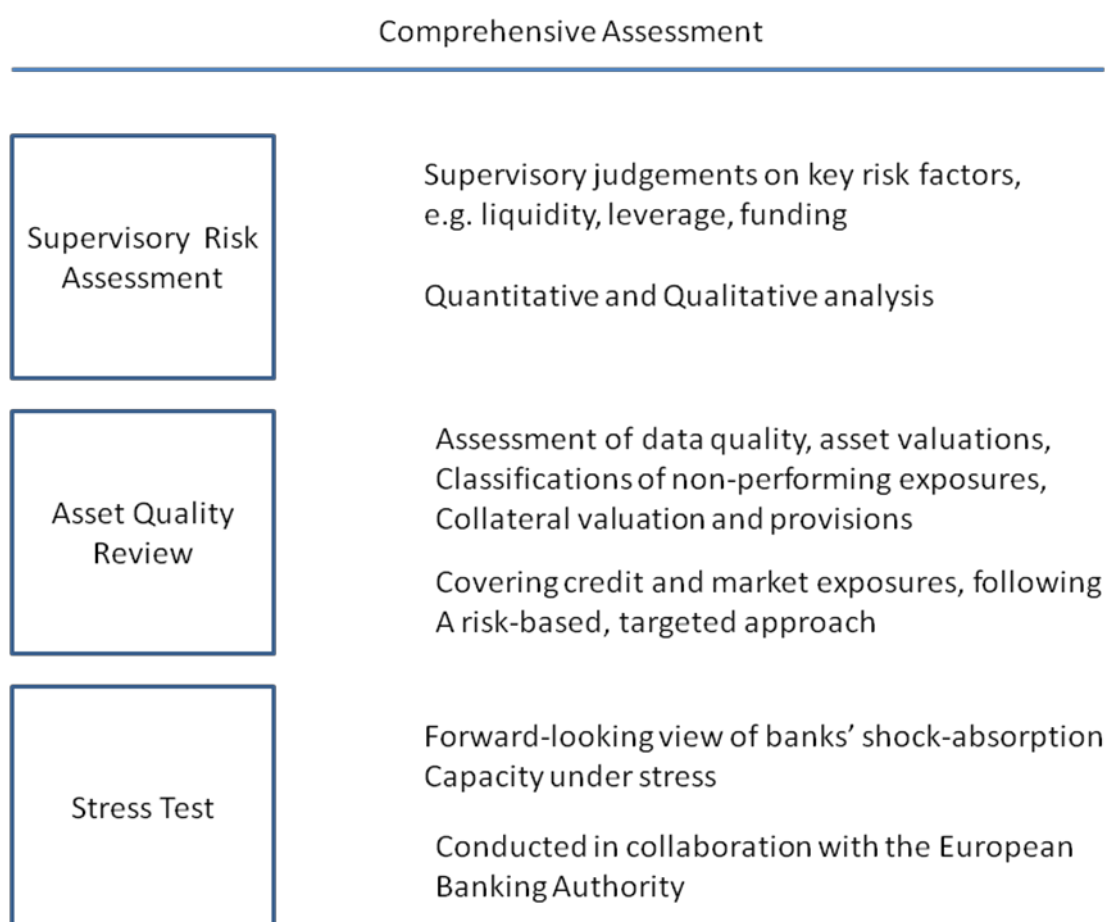 Comprehensive Assessment
Supervisory Risk
Assessment
Supervisory judgements on key risk factors,
e.g. liquidity, leverage, funding
Quantitative and Qualitative analysis
Asset Quality
Review
Assessment of data quality, asset valuations,
Classifications of non-performing exposures,
Collateral valuation and provisions
Covering credit and market exposures, following
A risk-based, targeted approach
Stress Test
Forward-looking view of banks’ shock-absorption
Capacity under stress
Conducted in collaboration with the European
Banking Authority